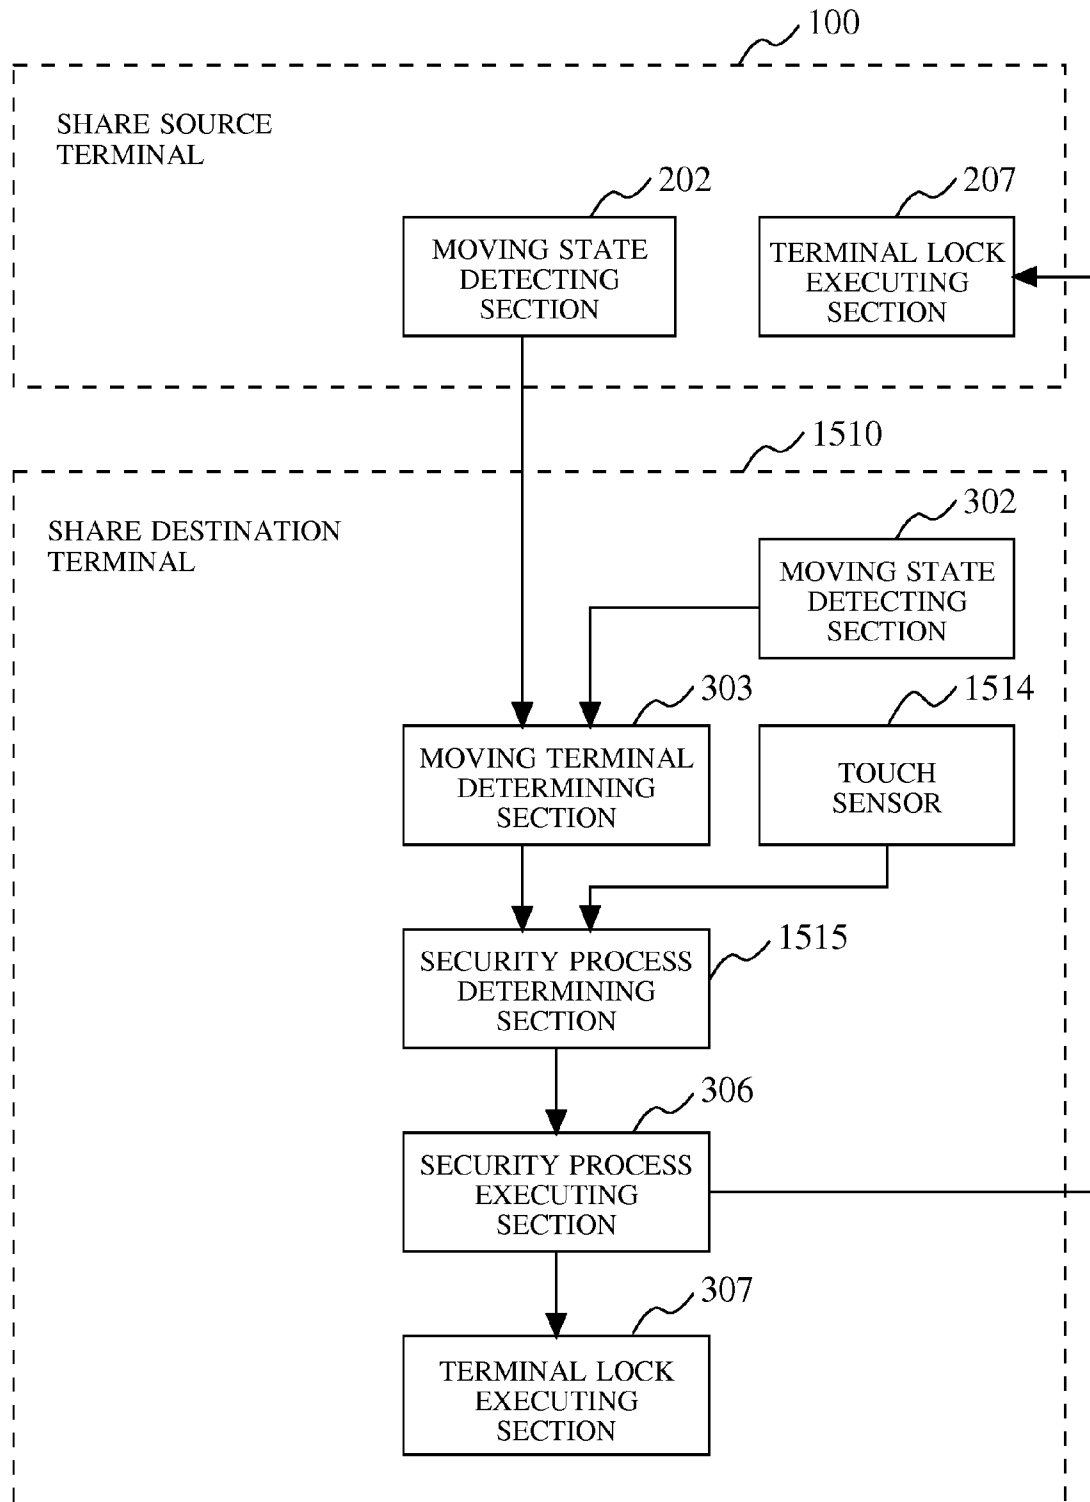 100
SHARE SOURCE
TERMINAL
202
207
MOVING STATE
DETECTING
SECTION
TERMINAL LOCK
EXECUTING
SECTION
1510
SHARE DESTINATION
TERMINAL
302
MOVING STATE
DETECTING
SECTION
303
1514
MOVING TERMINAL
DETERMINING
SECTION
TOUCH
SENSOR
1515
SECURITY PROCESS
DETERMINING
SECTION
306
SECURITY PROCESS
EXECUTING
SECTION
307
TERMINAL LOCK
EXECUTING
SECTION